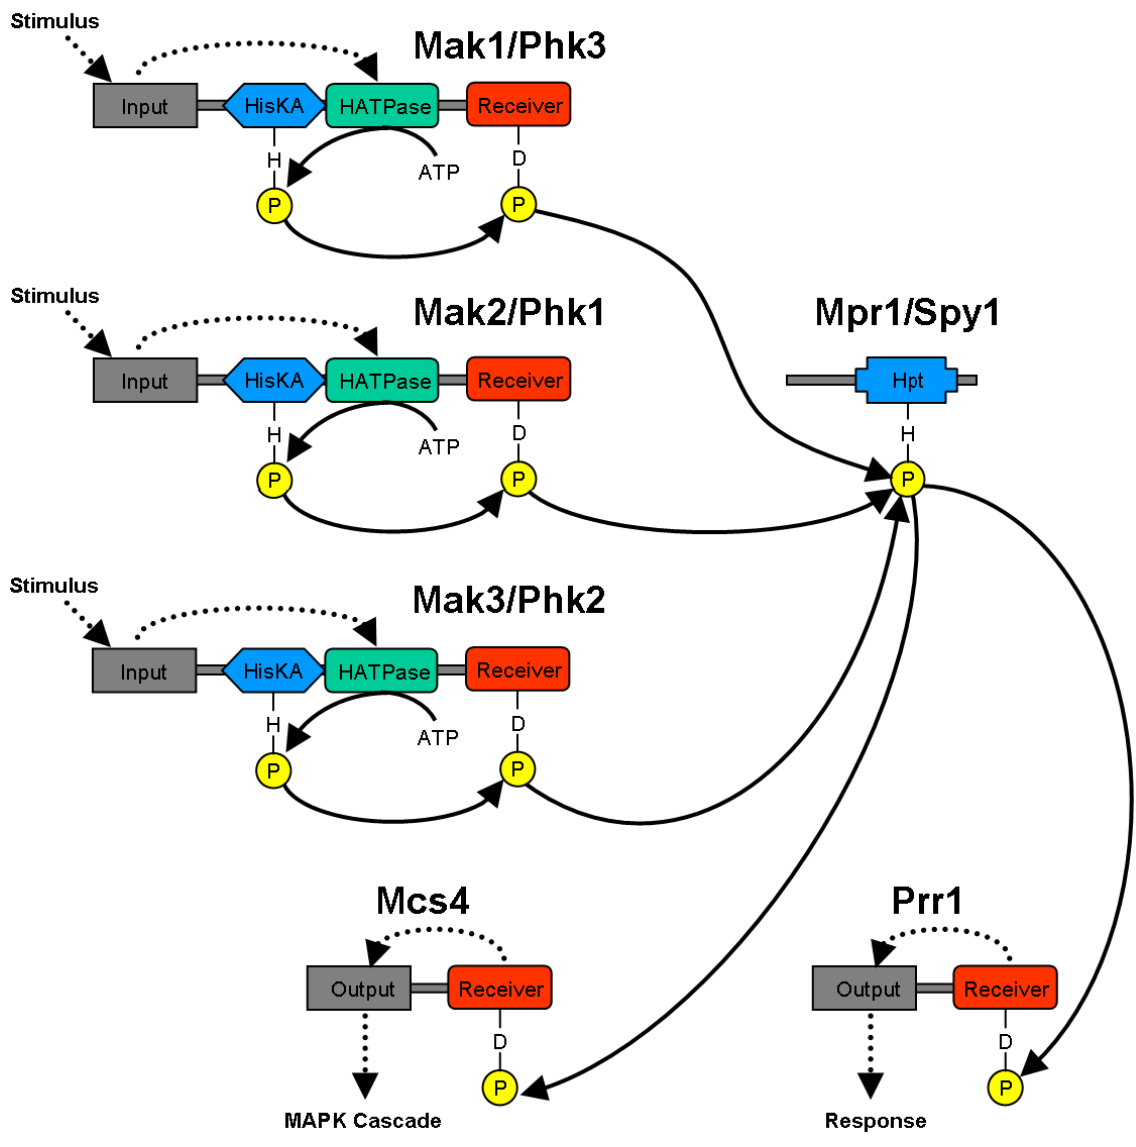 Stimulus
Mak1/Phk3
Input
HisKA
HATPase
Receiver
H
ATP
D
P
P
Stimulus
Mak2/Phk1
Mpr1/Spy1
Input
HisKA
HATPase
Receiver
Hpt
H
ATP
D
H
P
P
P
Stimulus
Mak3/Phk2
Input
HisKA
HATPase
Receiver
H
ATP
D
P
P
Mcs4
Prr1
Output
Receiver
Output
Receiver
D
D
P
P
MAPK Cascade
Response